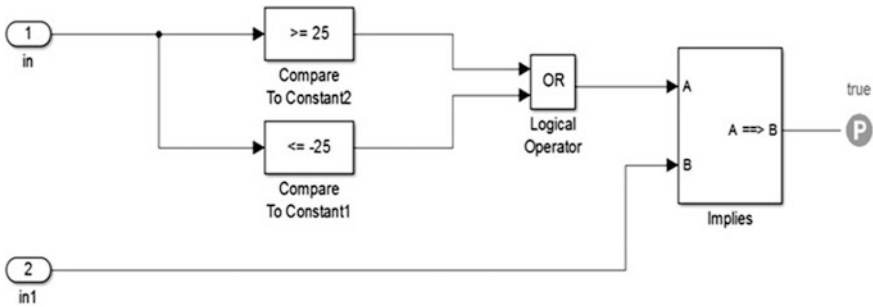 1
in
>= 25
Compare
To Constant2
<= -25
Compare
To Constant1
OR
Logical
Operator
A
B
A ==> B
Implies
true
P
2
in1